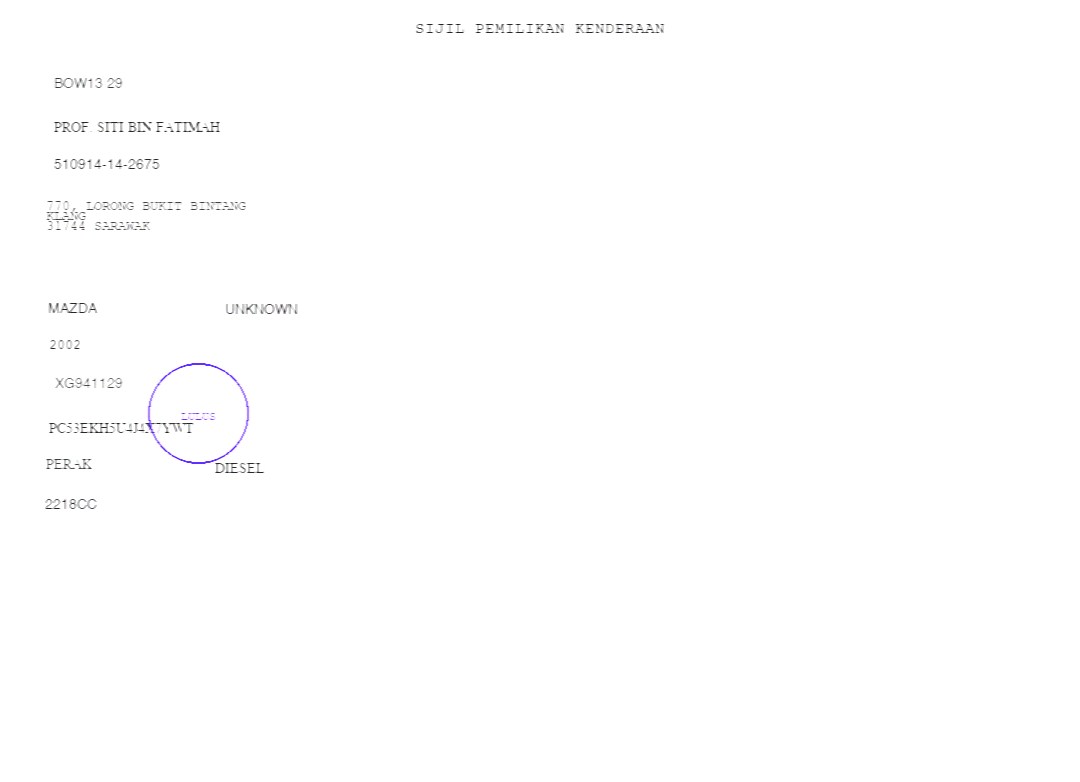 SIJIL PEMILIKAN KENDERAAN
BOW13 29
PROF. SITI BIN FATIMAH
510914-14-2675
770, LORONG BUKIT BINTANG
KLANG
31744 SARAWAK
MAZDA UNKNOWN
2002
XG941129
LULUS
PC53EKH5U4J4X7YWT
PERAK DIESEL
2218CC